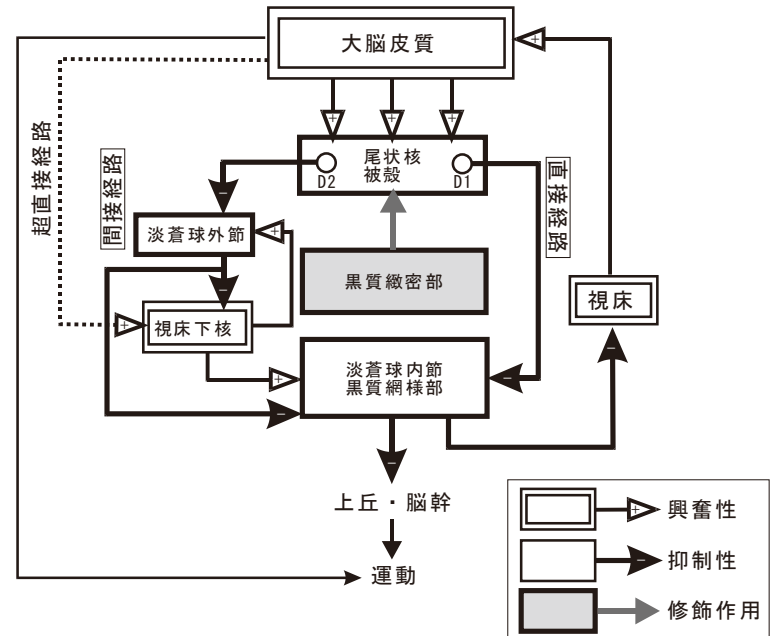 大脳皮質
+
+
+
+
超直接経路
間接経路
直接経路
尾状核
被殻
D2
D1
-
淡蒼球外節
+
黒質緻密部
視床
-
+
視床下核
-
淡蒼球内節
黒質網様部
+
-
-
-
上丘・脳幹
運動
+
興奮性
-
抑制性
修飾作用